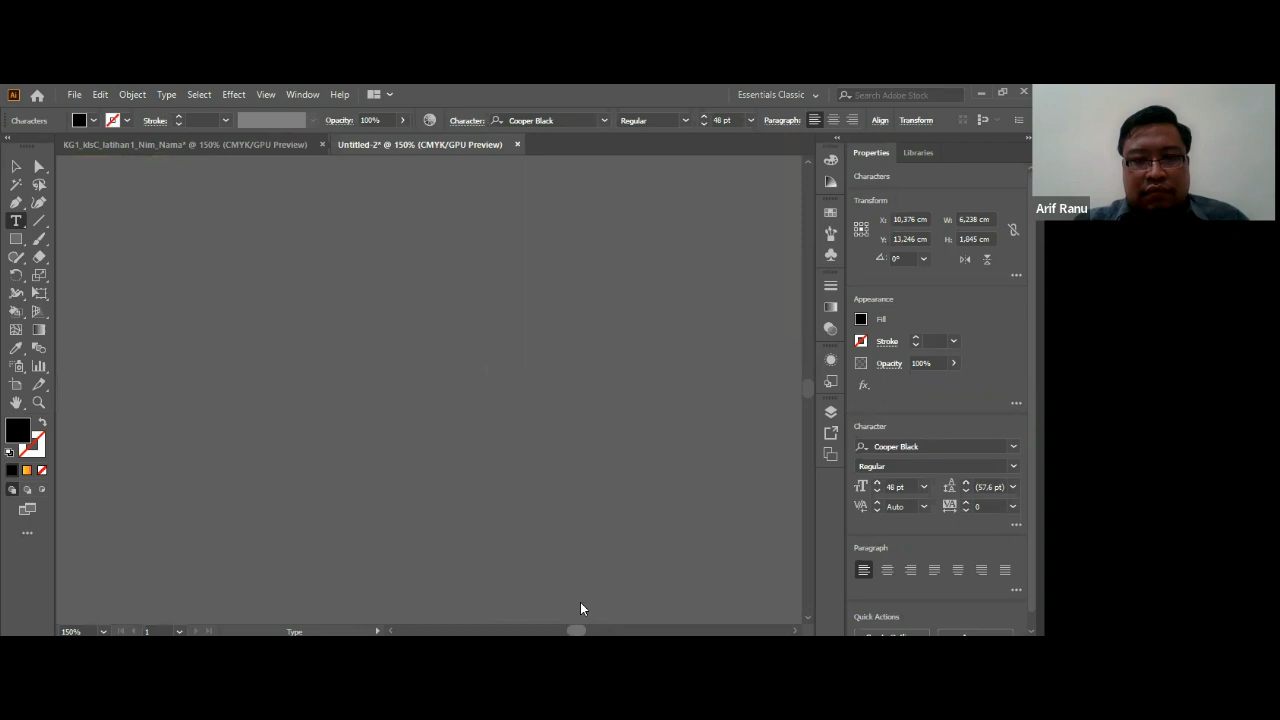 Ai File Edit Object Type Select Effect View Window Help Essentials Classic Search Adobe Stock
Characters Stroke: Opacity: 100% Character: Cooper Black Regular 48 pt Paragraph: Align Transform
KG1_klsC_latihan1_Nim_Nama* @ 150% (CMYK/GPU Preview) Untitled-2* @ 150% (CMYK/GPU Preview)
Properties Libraries
Characters
Transform
X: 10,376 cm W: 6,238 cm
Y: 13,246 cm H: 1,845 cm
0°
Appearance
Fill
Stroke
Opacity 100%
fx.
Character
Cooper Black
Regular
48 pt (57.6 pt)
Auto 0
Paragraph
Quick Actions
150% 1 Type
Arif Ranu